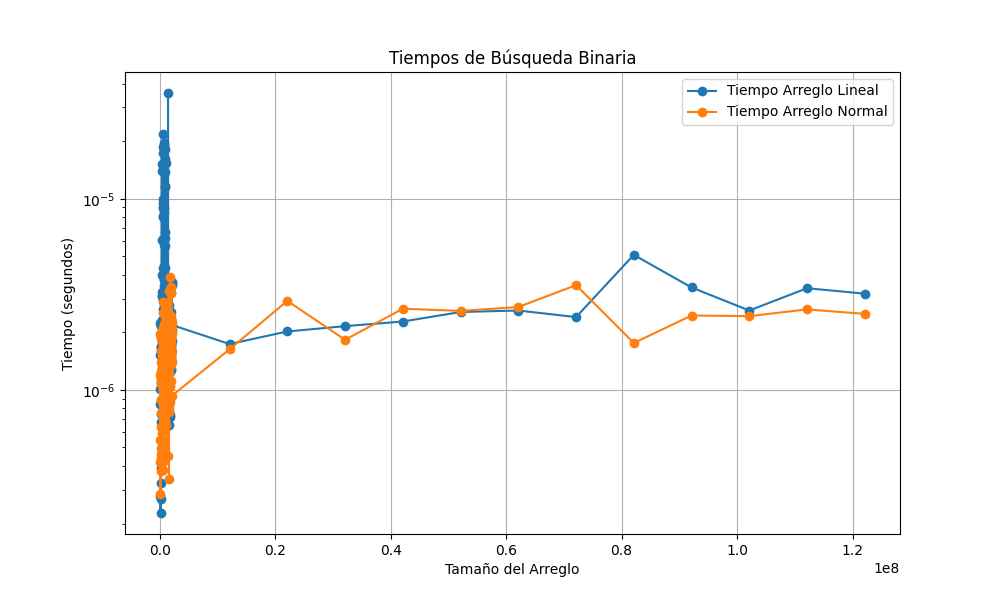 Tiempos de Búsqueda Binaria
Tiempo Arreglo Lineal
Tiempo Arreglo Normal
Tiempo (segundos)
10⁻⁵
10⁻⁶
0.0 0.2 0.4 0.6 0.8 1.0 1.2
1e8
Tamaño del Arreglo